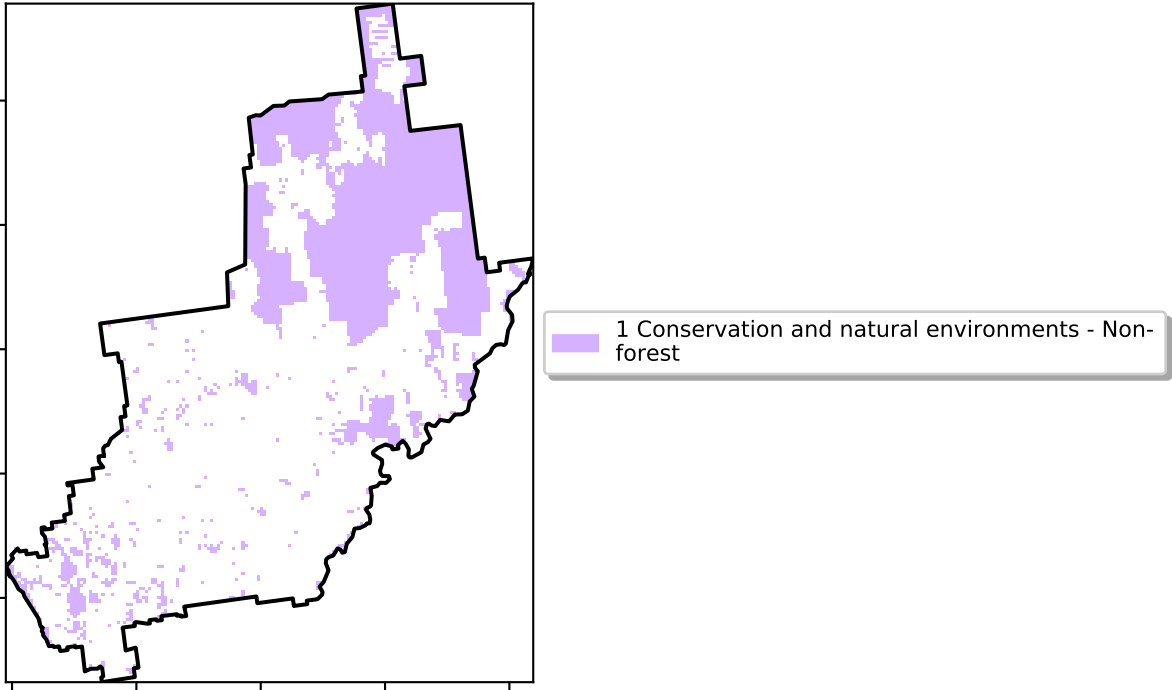 1 Conservation and natural environments - Non-
forest